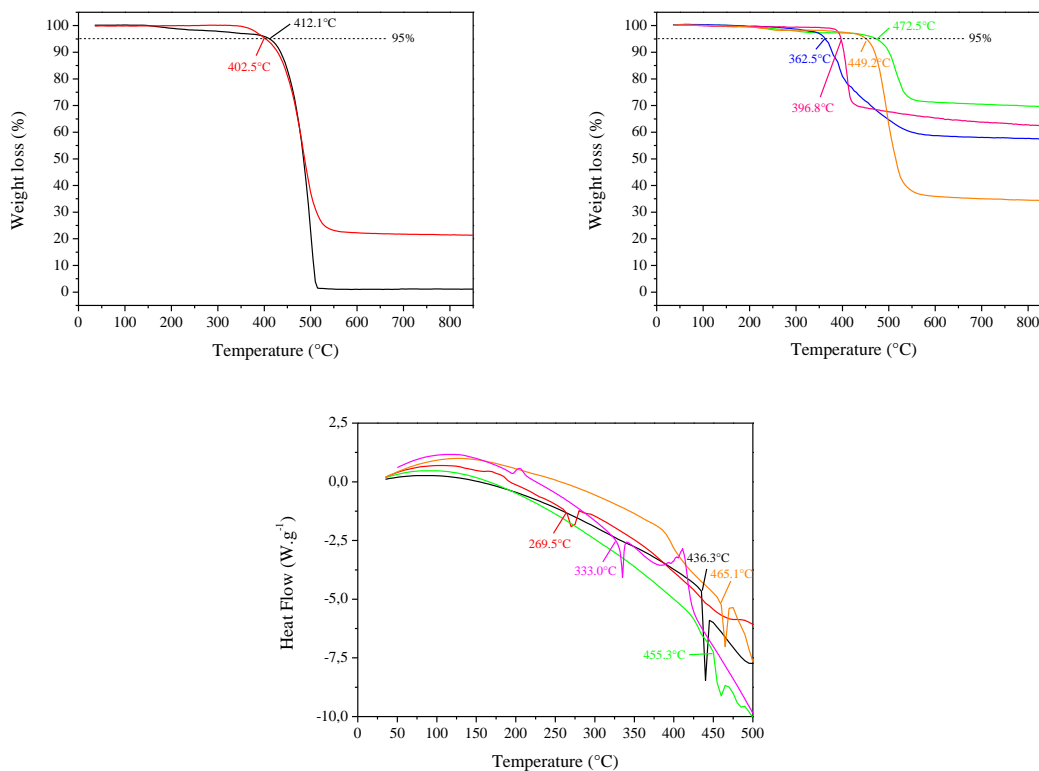 412.1°C
100
95%
90
402.5°C
80
70
60
50
40
30
20
10
0
Weight loss (%)
0 100 200 300 400 500 600 700 800
Temperature (°C)
472.5°C
100
95%
362.5°C
449.2°C
90
396.8°C
80
70
60
50
40
30
20
10
0
Weight loss (%)
0 100 200 300 400 500 600 700 800
Temperature (°C)
2,5
0,0
-2,5
-5,0
-7,5
-10,0
Heat Flow (W.g-1)
269.5°C
333.0°C
436.3°C
465.1°C
455.3°C
0 50 100 150 200 250 300 350 400 450 500
Temperature (°C)